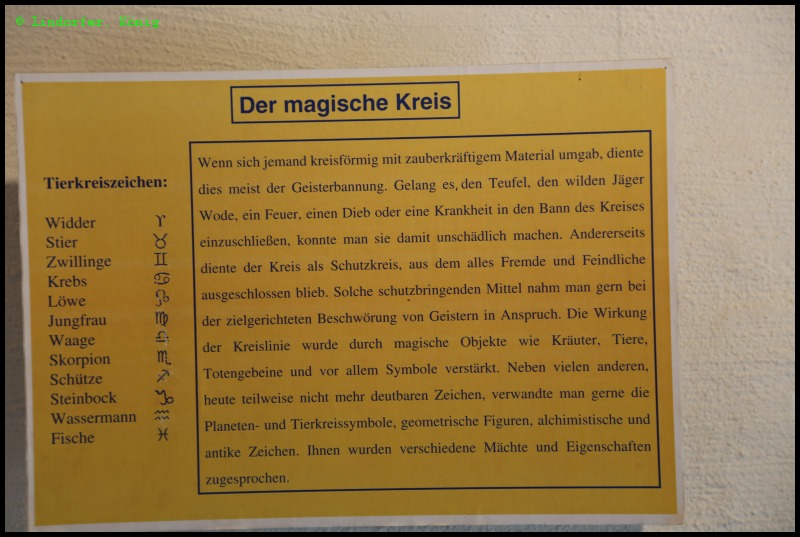 © Lindorfer, Erwin
Der magische Kreis
Tierkreiszeichen:
Widder ♈
Stier ♉
Zwillinge ♊
Krebs ♋
Löwe ♌
Jungfrau ♍
Waage ♎
Skorpion ♏
Schütze ♐
Steinbock ♑
Wassermann ♒
Fische ♓
Wenn sich jemand kreisförmig mit zauberkräftigem Material umgab, diente
dies meist der Geisterbannung. Gelang es, den Teufel, den wilden Jäger
Wode, ein Feuer, einen Dieb oder eine Krankheit in den Bann des Kreises
einzuschließen, konnte man sie damit unschädlich machen. Andererseits
diente der Kreis als Schutzkreis, aus dem alles Fremde und Feindliche
ausgeschlossen blieb. Solche schutzbringenden Mittel nahm man gern bei
der zielgerichteten Beschwörung von Geistern in Anspruch. Die Wirkung
der Kreislinie wurde durch magische Objekte wie Kräuter, Tiere,
Totengebeine und vor allem Symbole verstärkt. Neben vielen anderen,
heute teilweise nicht mehr deutbaren Zeichen, verwandte man gerne die
Planeten- und Tierkreissymbole, geometrische Figuren, alchimistische und
antike Zeichen. Ihnen wurden verschiedene Mächte und Eigenschaften
zugesprochen.